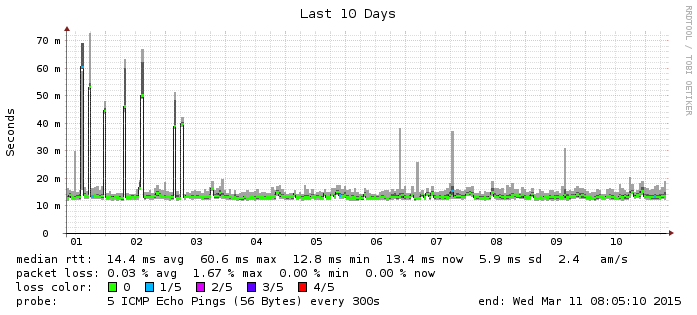 Last 10 Days
RRDTOOL / TOBI OETIKER
Seconds
70 m
60 m
50 m
40 m
30 m
20 m
10 m
0
01 02 03 04 05 06 07 08 09 10
median rtt: 14.4 ms avg 60.6 ms max 12.8 ms min 13.4 ms now 5.9 ms sd 2.4 am/s
packet loss: 0.03 % avg 1.67 % max 0.00 % min 0.00 % now
loss color: 0 1/5 2/5 3/5 4/5
probe: 5 ICMP Echo Pings (56 Bytes) every 300s end: Wed Mar 11 08:05:10 2015